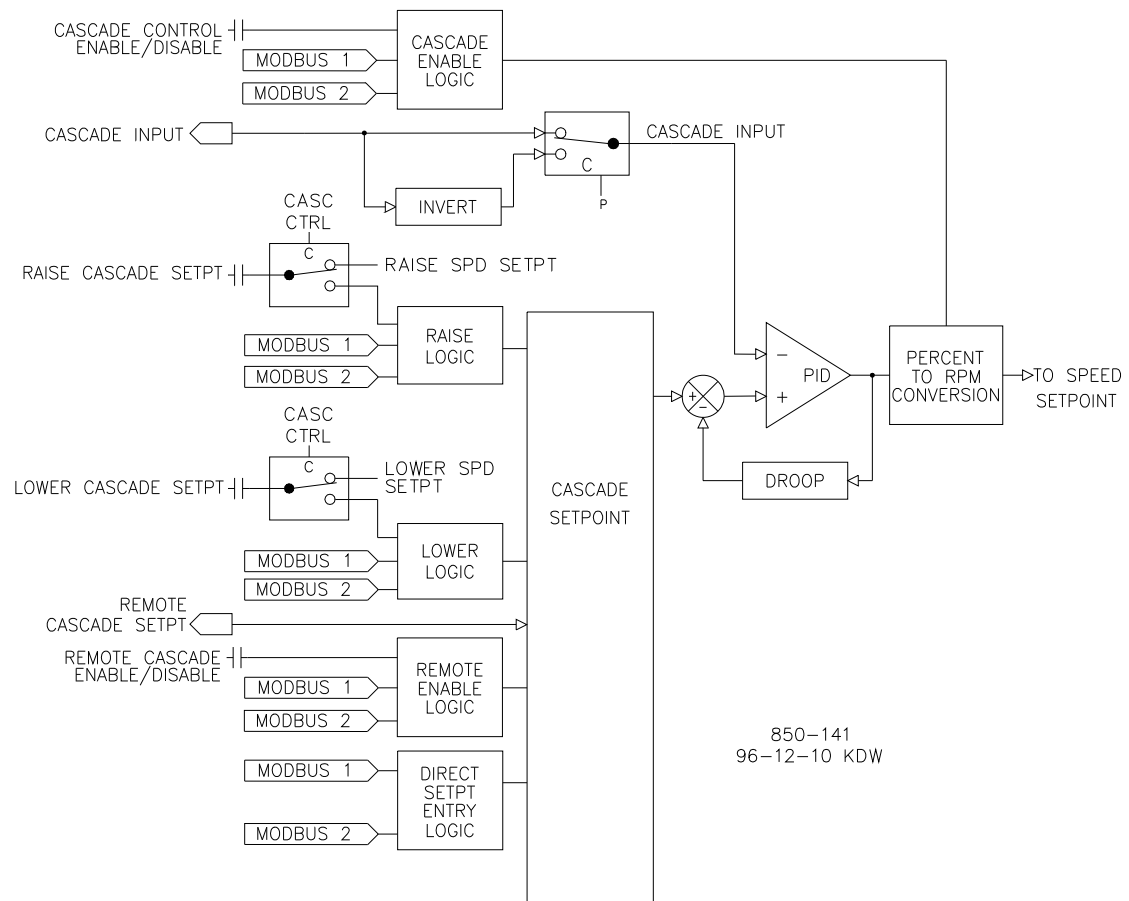 CASCADE CONTROL
ENABLE/DISABLE
MODBUS 1
MODBUS 2
CASCADE
ENABLE
LOGIC
CASCADE INPUT
INVERT
C
P
CASCADE INPUT
CASC
CTRL
C
RAISE CASCADE SETPT
RAISE SPD SETPT
MODBUS 1
MODBUS 2
RAISE
LOGIC
CASC
CTRL
C
LOWER CASCADE SETPT
LOWER SPD
SETPT
MODBUS 1
MODBUS 2
LOWER
LOGIC
REMOTE
CASCADE SETPT
REMOTE CASCADE
ENABLE/DISABLE
MODBUS 1
MODBUS 2
REMOTE
ENABLE
LOGIC
MODBUS 1
MODBUS 2
DIRECT
SETPT
ENTRY
LOGIC
CASCADE
SETPOINT
+
-
-
+
PID
DROOP
PERCENT
TO RPM
CONVERSION
TO SPEED
SETPOINT
850-141
96-12-10 KDW